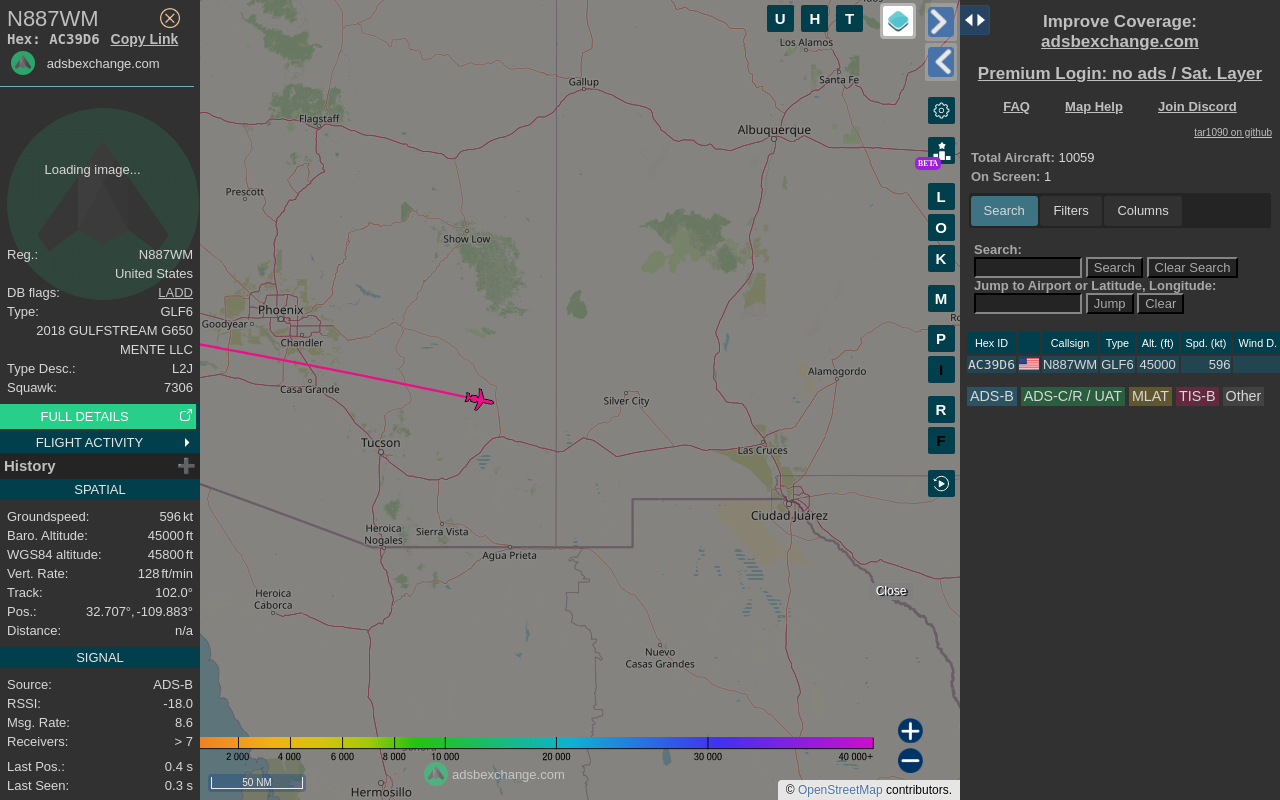 N887WM
Hex: AC39D6 Copy Link
adsbexchange.com
Loading image...
Reg.: N887WM
United States
DB flags: LADD
Type: GLF6
2018 GULFSTREAM G650
MENTE LLC
Type Desc.: L2J
Squawk: 7306
FULL DETAILS
FLIGHT ACTIVITY
History
SPATIAL
Groundspeed: 596 kt
Baro. Altitude: 45000 ft
WGS84 altitude: 45800 ft
Vert. Rate: 128 ft/min
Track: 102.0°
Pos.: 32.707°, -109.883°
Distance: n/a
SIGNAL
Source: ADS-B
RSSI: -18.0
Msg. Rate: 8.6
Receivers: > 7
Last Pos.: 0.4 s
Last Seen: 0.3 s
U H T
Los Alamos
Santa Fe
Gallup
Flagstaff
Albuquerque
Prescott
Show Low
Phoenix
Goodyear
Chandler
Casa Grande
Alamogordo
Silver City
Tucson
Las Cruces
Ciudad Juárez
Heroica
Nogales
Sierra Vista
Agua Prieta
Heroica
Caborca
Nuevo
Casas Grandes
Hermosillo
BETA
L
O
K
M
P
I
R
F
Close
2 000 4 000 6 000 8 000 10 000 20 000 30 000 40 000+
50 NM
adsbexchange.com
© OpenStreetMap contributors.
Improve Coverage:
adsbexchange.com
Premium Login: no ads / Sat. Layer
FAQ Map Help Join Discord
tar1090 on github
Total Aircraft: 10059
On Screen: 1
Search Filters Columns
Search:
Search Clear Search
Jump to Airport or Latitude, Longitude:
Jump Clear
Hex ID Callsign Type Alt. (ft) Spd. (kt) Wind D.
AC39D6 N887WM GLF6 45000 596
ADS-B ADS-C/R / UAT MLAT TIS-B Other